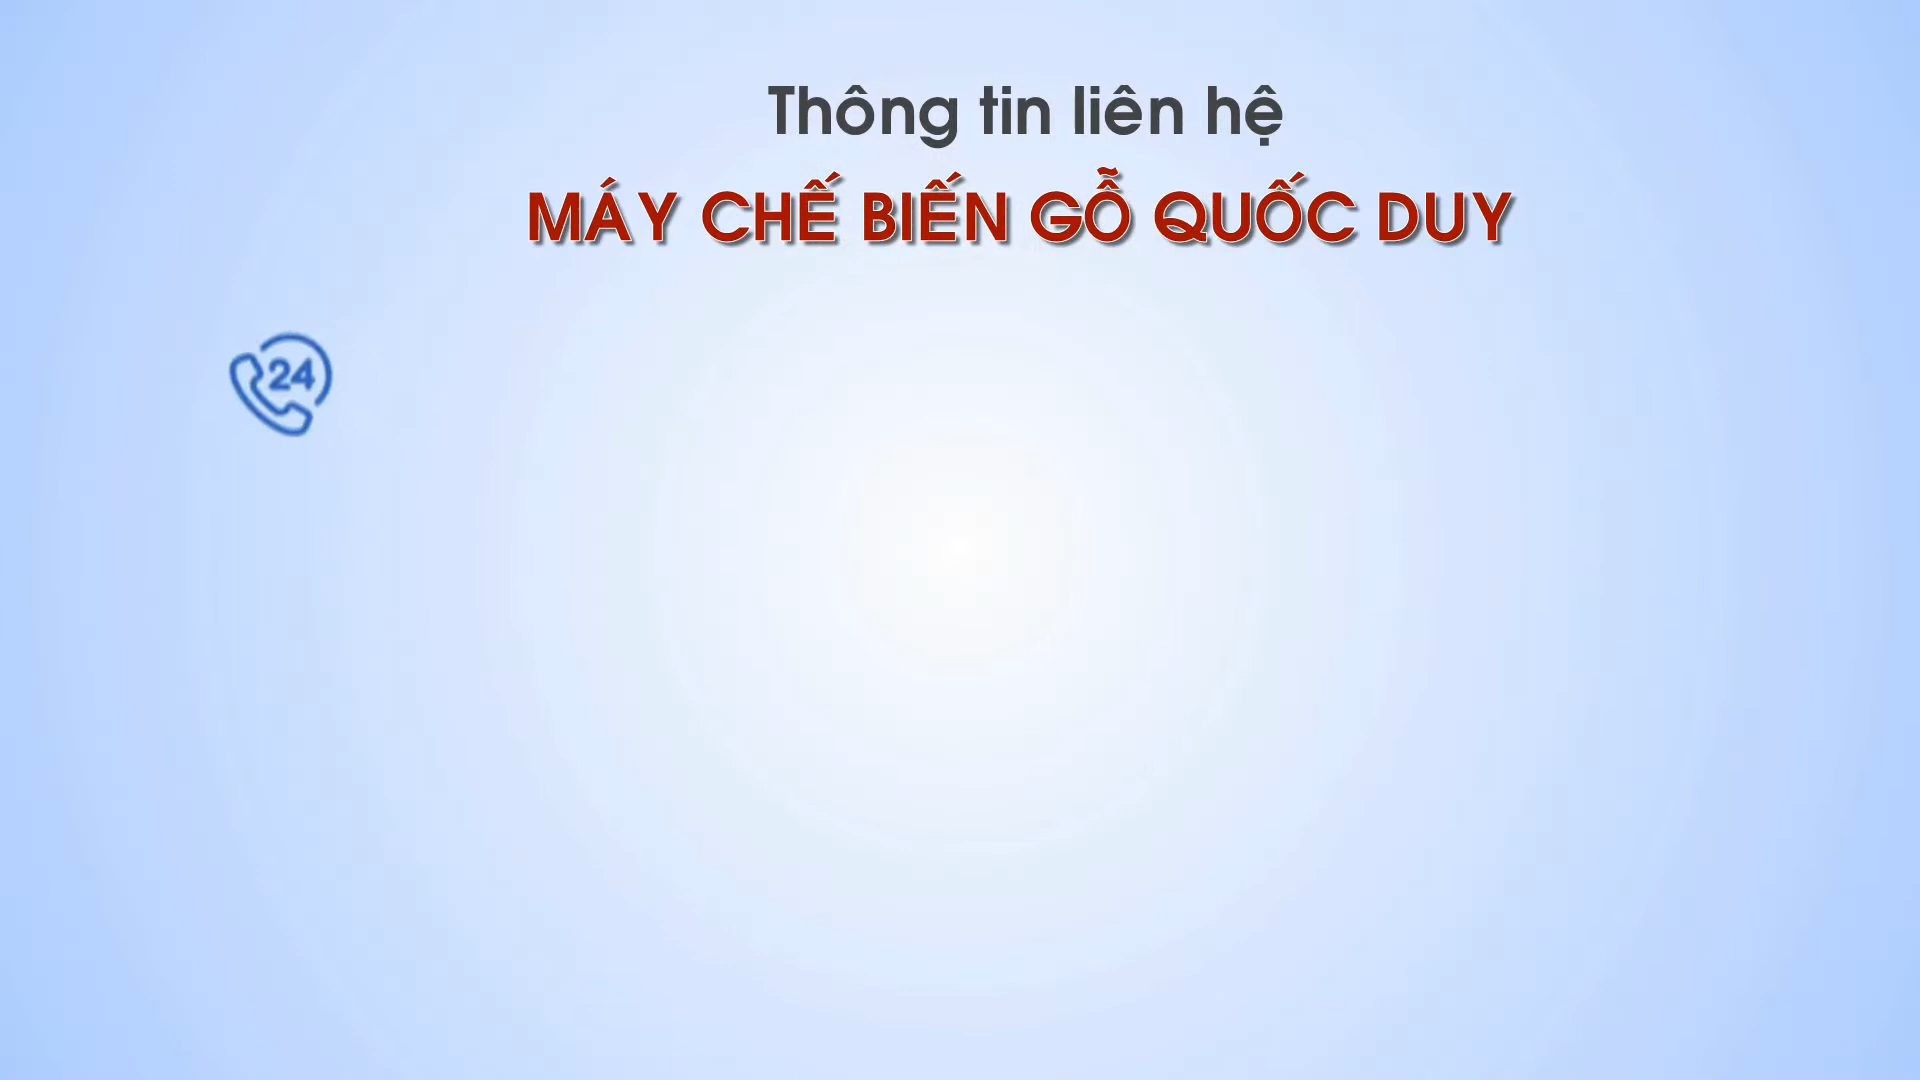 Thông tin liên hệ
MÁY CHẾ BIẾN GỖ QUỐC DUY
24